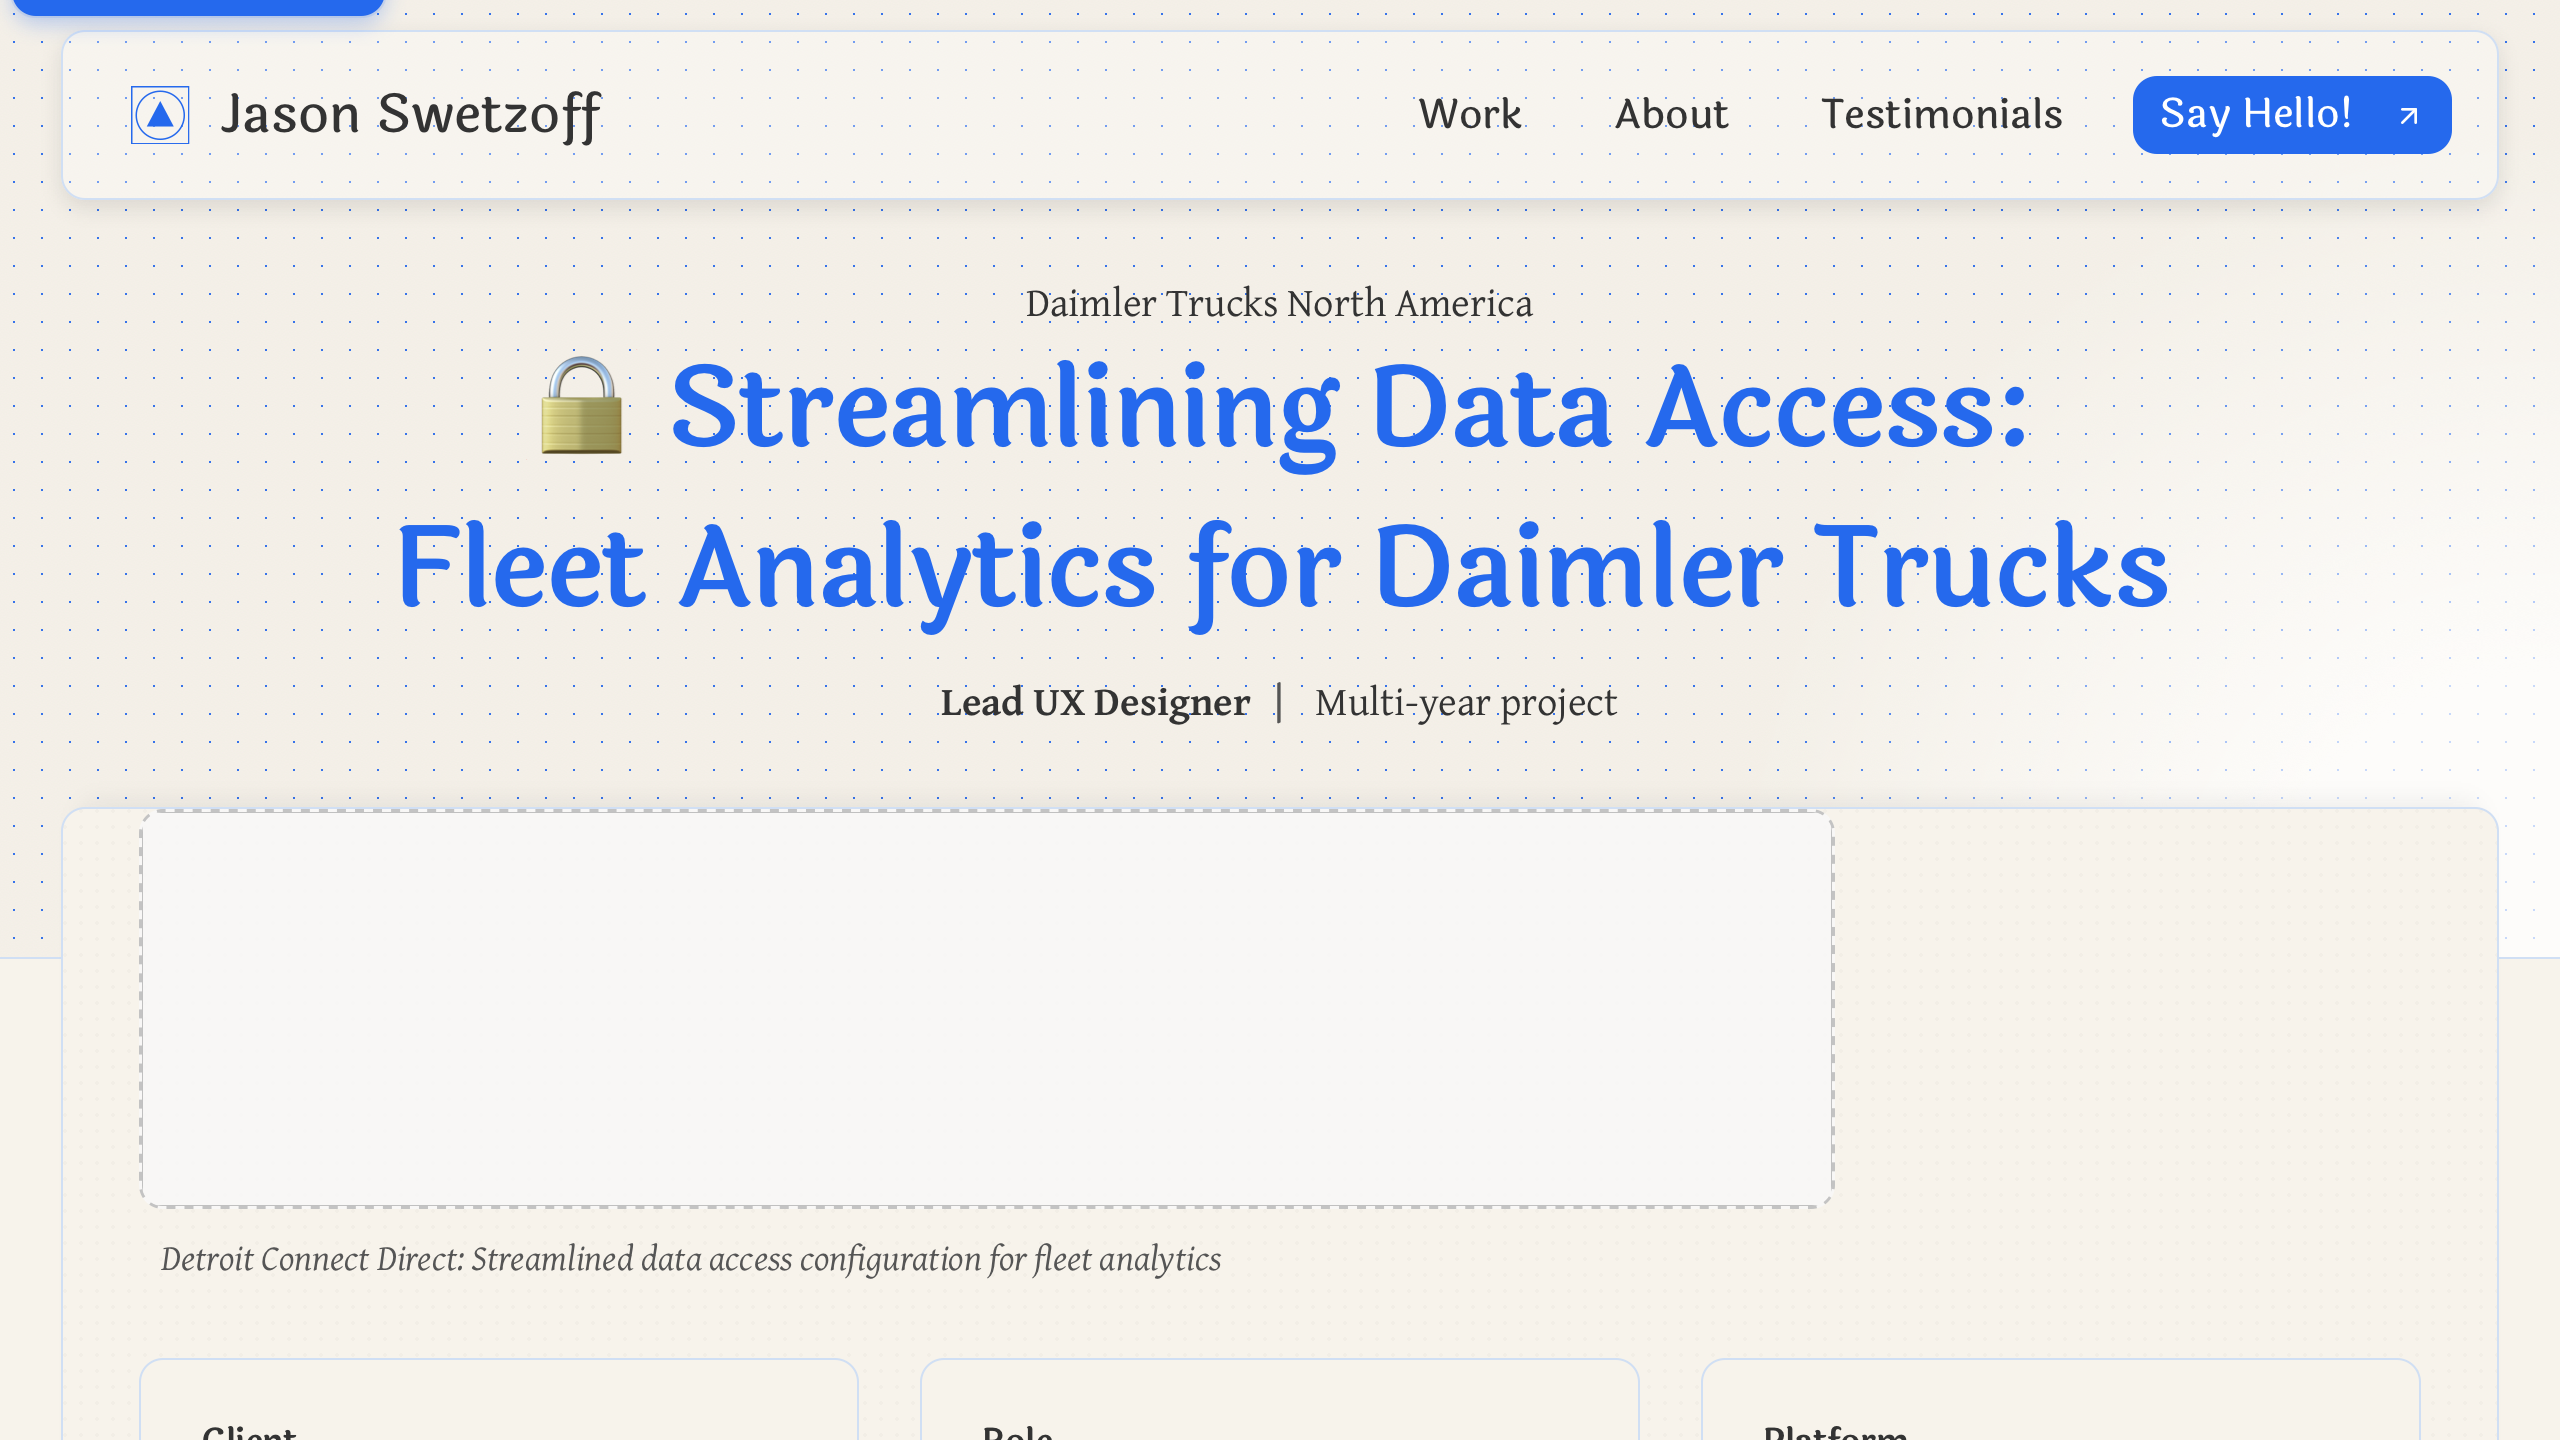 Jason Swetzoff
Work
About
Testimonials
Say Hello!
Daimler Trucks North America
Streamlining Data Access:
Fleet Analytics for Daimler Trucks
Lead UX Designer | Multi-year project
Detroit Connect Direct: Streamlined data access configuration for fleet analytics
Client
Role
Platform